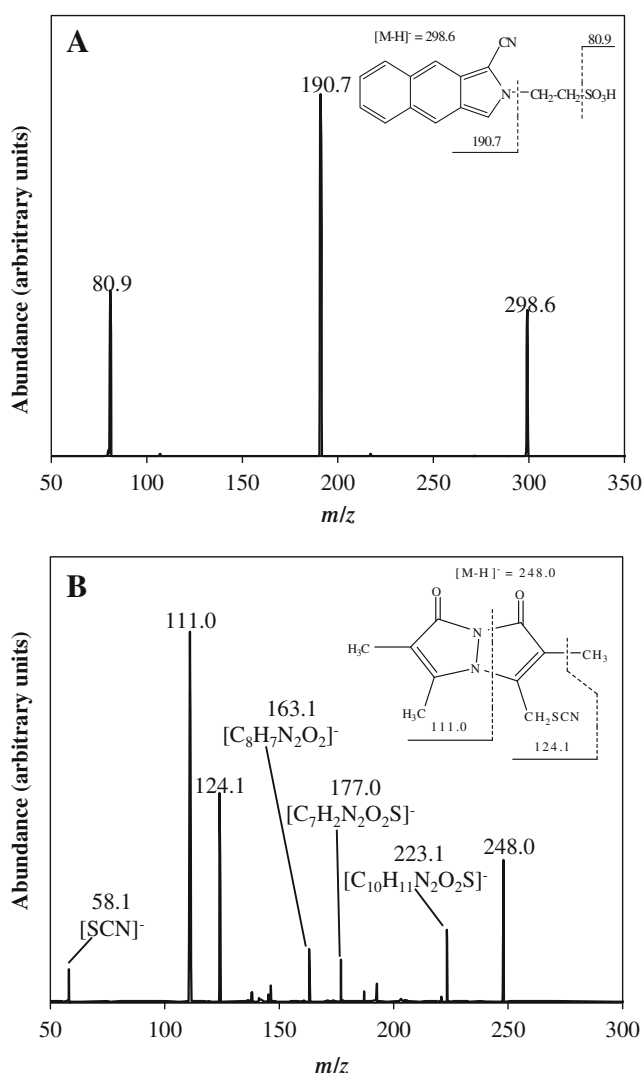 A
[M-H]⁻ = 298.6
CN
80.9
N
CH₂-CH₂
SO₃H
190.7
190.7
80.9
298.6
Abundance (arbritrary units)
50 100 150 200 250 300 350
m/z
B
[M-H]⁻ = 248.0
O O
N
H₃C
CH₃
N
H₃C
CH₂SCN
111.0
124.1
111.0
163.1
[C₈H₇N₂O₂]⁻
124.1
177.0
[C₇H₂N₂O₂S]⁻
223.1
[C₁₀H₁₁N₂O₂S]⁻
248.0
58.1
[SCN]⁻
Abundance (arbitrary units)
50 100 150 200 250 300
m/z